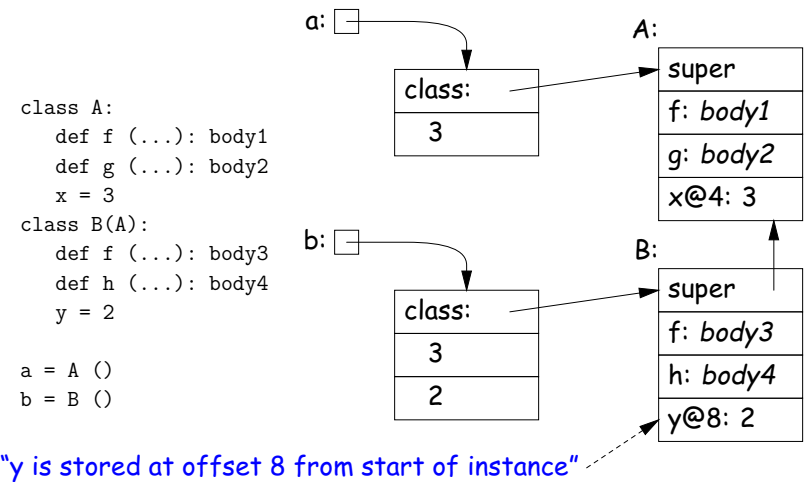 class A:
def f (...): body1
def g (...): body2
x = 3
class B(A):
def f (...): body3
def h (...): body4
y = 2
a = A ()
b = B ()
a:
class:
3
A:
super
f: body1
g: body2
x@4: 3
b:
class:
3
2
B:
super
f: body3
h: body4
y@8: 2
“y is stored at offset 8 from start of instance”